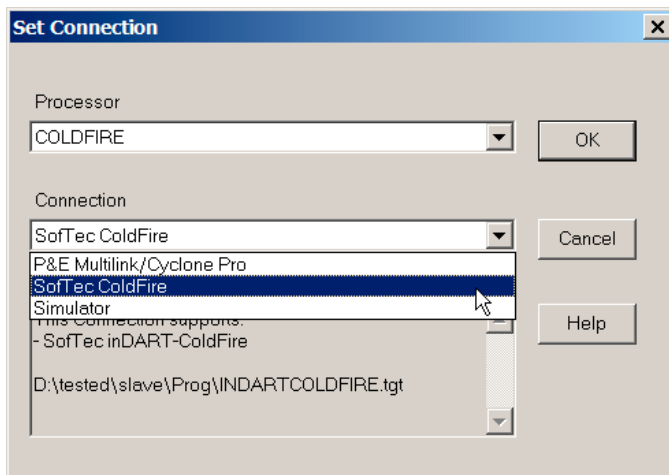 Set Connection
Processor
COLDFIRE
OK
Connection
SofTec ColdFire
Cancel
P&E Multilink/Cyclone Pro
SofTec ColdFire
Simulator
This Connection supports:
- SofTec inDART-ColdFire
Help
D:\tested\slave\Prog\INDARTCOLDFIRE.tgt